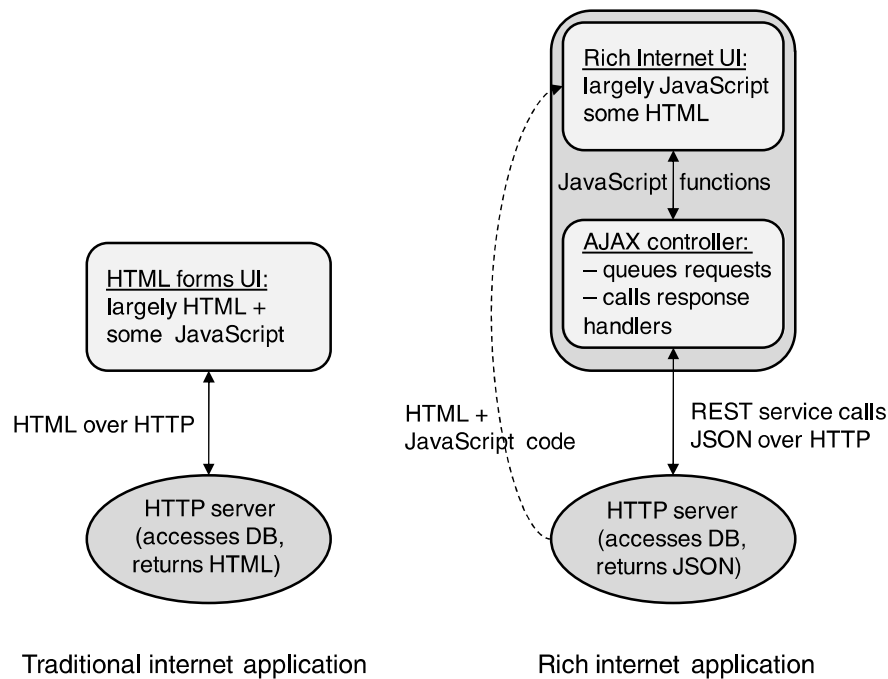 HTML forms UI:
largely HTML +
some JavaScript
HTML over HTTP
HTTP server
(accesses DB,
returns HTML)
Traditional internet application
Rich Internet UI:
largely JavaScript
some HTML
JavaScript functions
AJAX controller:
– queues requests
– calls response
handlers
HTML +
JavaScript code
REST service calls
JSON over HTTP
HTTP server
(accesses DB,
returns JSON)
Rich internet application